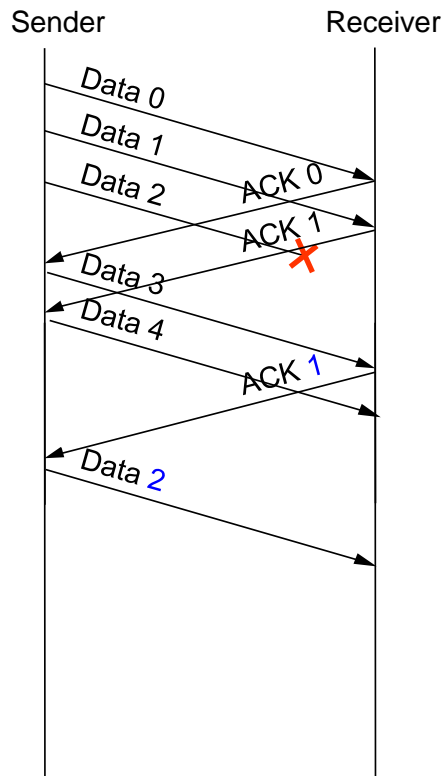 Sender
Receiver
Data 0
Data 1
ACK 0
Data 2
ACK 1
Data 3
Data 4
ACK 1
Data 2